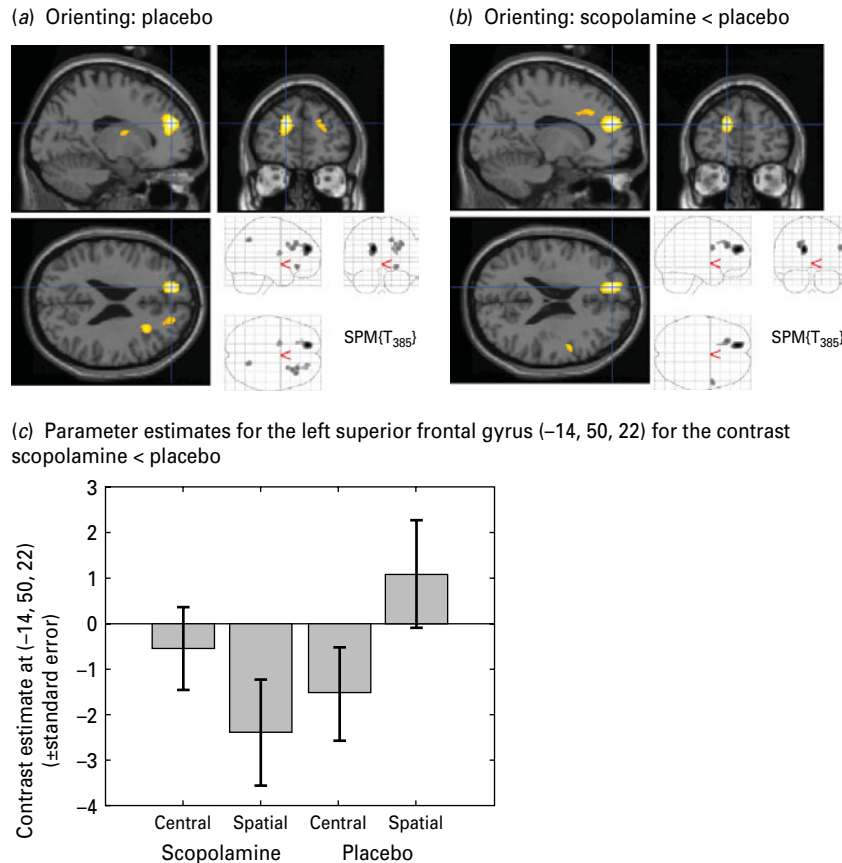 (a) Orienting: placebo
(b) Orienting: scopolamine < placebo
<
<
<
SPM{T385}
<
<
<
SPM{T385}
(c) Parameter estimates for the left superior frontal gyrus (–14, 50, 22) for the contrast
scopolamine < placebo
Contrast estimate at (–14, 50, 22)
(±standard error)
3
2
1
0
–1
–2
–3
–4
Central Spatial Central Spatial
Scopolamine Placebo